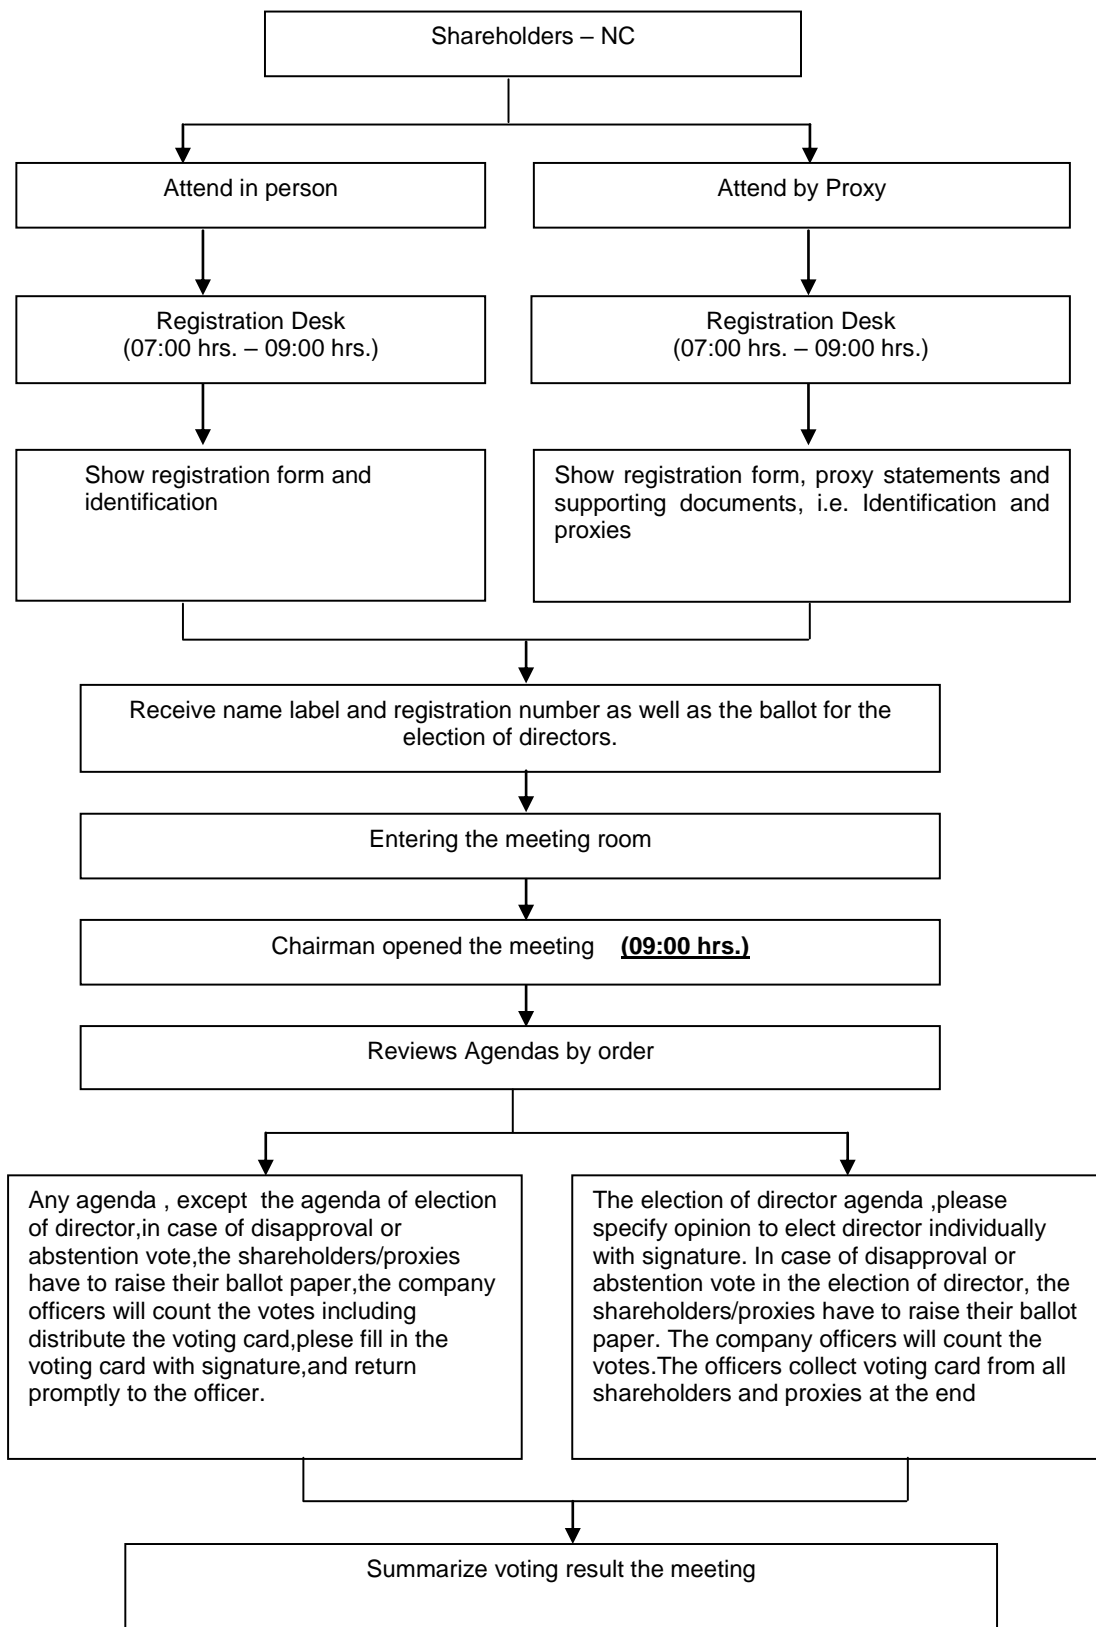 Shareholders – NC
Attend in person
Attend by Proxy
Registration Desk
(07:00 hrs. – 09:00 hrs.)
Registration Desk
(07:00 hrs. – 09:00 hrs.)
Show registration form and
identification
Show registration form, proxy statements and
supporting documents, i.e. Identification and
proxies
Receive name label and registration number as well as the ballot for the
election of directors.
Entering the meeting room
Chairman opened the meeting (09:00 hrs.)
Reviews Agendas by order
Any agenda , except the agenda of election
of director,in case of disapproval or
abstention vote,the shareholders/proxies
have to raise their ballot paper,the company
officers will count the votes including
distribute the voting card,plese fill in the
voting card with signature,and return
promptly to the officer.
The election of director agenda ,please
specify opinion to elect director individually
with signature. In case of disapproval or
abstention vote in the election of director, the
shareholders/proxies have to raise their ballot
paper. The company officers will count the
votes.The officers collect voting card from all
shareholders and proxies at the end
Summarize voting result the meeting